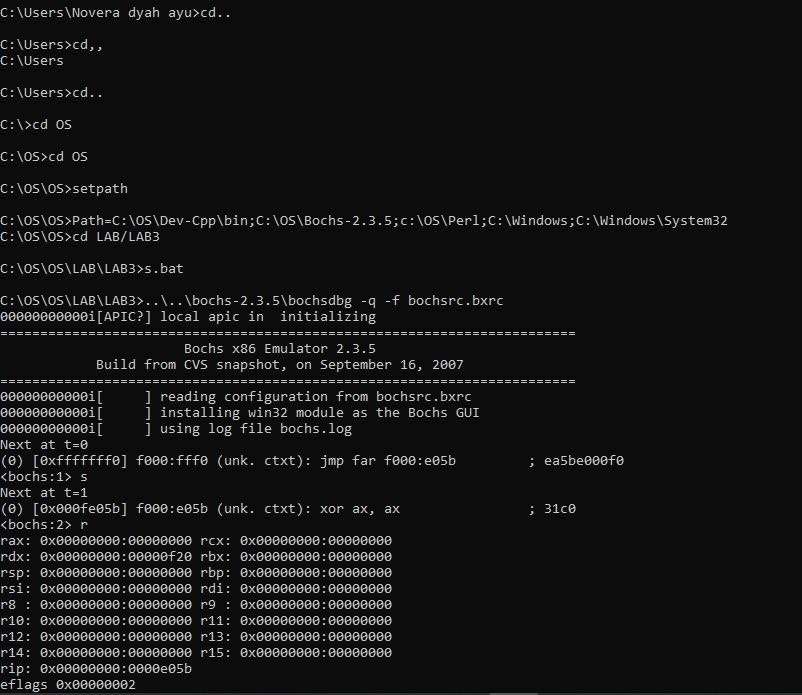 C:\Users\Novera dyah ayu>cd..
C:\Users>cd,,
C:\Users
C:\Users>cd..
C:\>cd OS
C:\OS>cd OS
C:\OS\OS>setpath
C:\OS\OS>Path=C:\OS\Dev-Cpp\bin;C:\OS\Bochs-2.3.5;c:\OS\Perl;C:\Windows;C:\Windows\System32
C:\OS\OS>cd LAB/LAB3
C:\OS\OS\LAB\LAB3>s.bat
C:\OS\OS\LAB\LAB3>..\..\bochs-2.3.5\bochsdbg -q -f bochsrc.bxrc
00000000000i[APIC?] local apic in  initializing
========================================================================
Bochs x86 Emulator 2.3.5
Build from CVS snapshot, on September 16, 2007
========================================================================
00000000000i[     ] reading configuration from bochsrc.bxrc
00000000000i[     ] installing win32 module as the Bochs GUI
00000000000i[     ] using log file bochs.log
Next at t=0
(0) [0xfffffff0] f000:fff0 (unk. ctxt): jmp far f000:e05b         ; ea5be000f0
<bochs:1> s
Next at t=1
(0) [0x000fe05b] f000:e05b (unk. ctxt): xor ax, ax                ; 31c0
<bochs:2> r
rax: 0x00000000:00000000 rcx: 0x00000000:00000000
rdx: 0x00000000:00000f20 rbx: 0x00000000:00000000
rsp: 0x00000000:00000000 rbp: 0x00000000:00000000
rsi: 0x00000000:00000000 rdi: 0x00000000:00000000
r8 : 0x00000000:00000000 r9 : 0x00000000:00000000
r10: 0x00000000:00000000 r11: 0x00000000:00000000
r12: 0x00000000:00000000 r13: 0x00000000:00000000
r14: 0x00000000:00000000 r15: 0x00000000:00000000
rip: 0x00000000:0000e05b
eflags 0x00000002